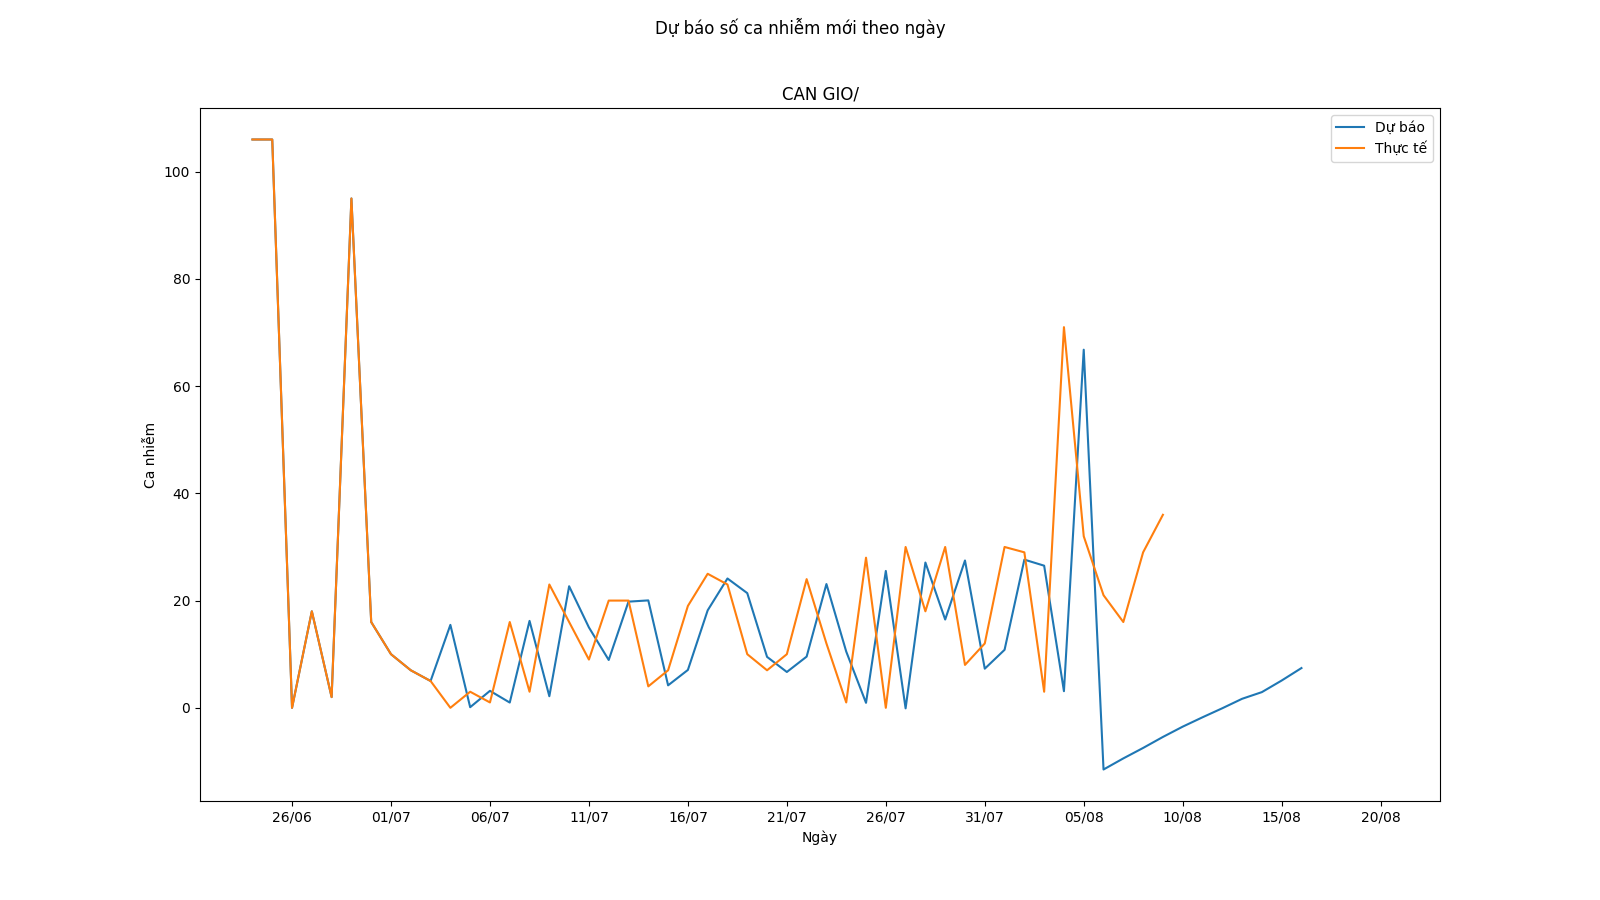 Dự báo số ca nhiễm mới theo ngày
CAN GIO/
Dự báo
Thực tế
100
80
60
40
20
0
Ca nhiễm
26/06 01/07 06/07 11/07 16/07 21/07 26/07 31/07 05/08 10/08 15/08 20/08
Ngày